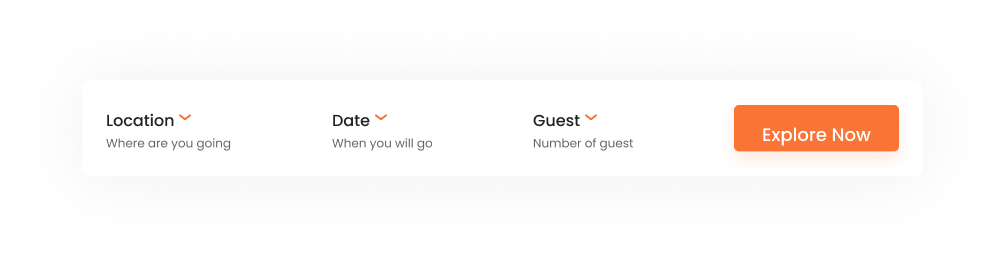 Location
Where are you going
Date
When you will go
Guest
Number of guest
Explore Now